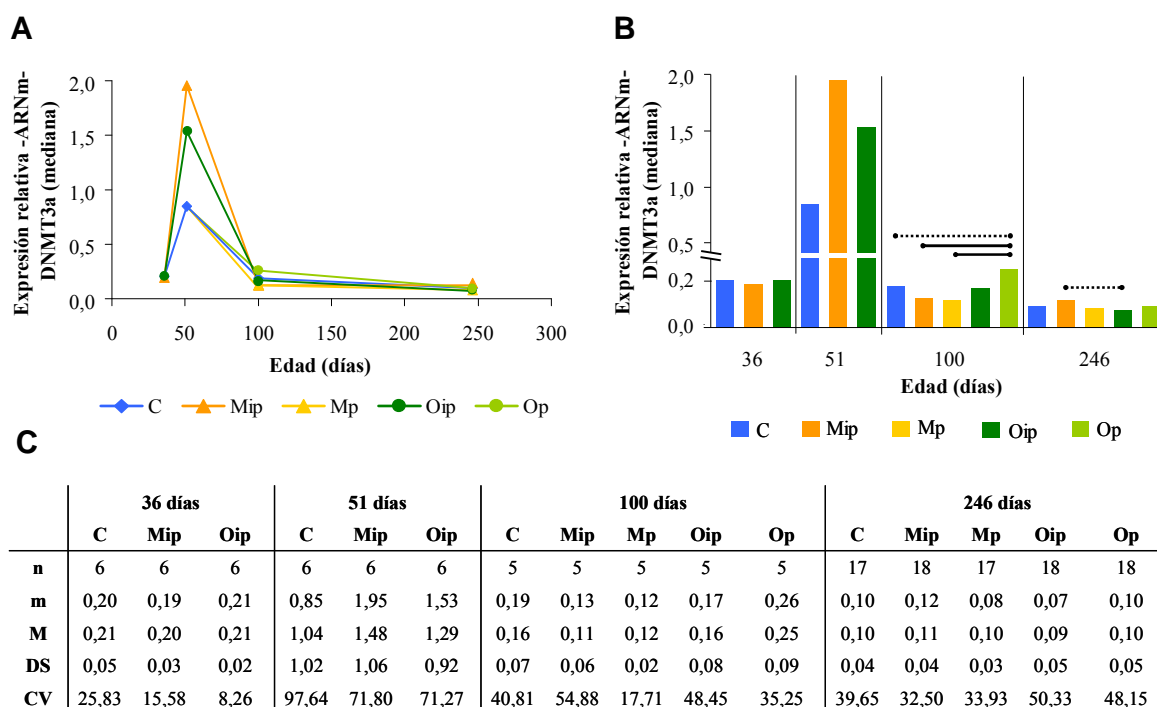 A
Expresión relativa -ARNm-
DNMT3a (mediana)
2,0
1,5
1,0
0,5
0,0
0 50 100 150 200 250 300
Edad (días)
C Mip Mp Oip Op
B
Expresión relativa -ARNm-
DNMT3a (mediana)
2,0
1,5
1,0
0,5
0,2
0,0
36 51 100 246
Edad (días)
C Mip Mp Oip Op
C
36 días 51 días 100 días 246 días
C Mip Oip C Mip Oip C Mip Mp Oip Op C Mip Mp Oip Op
n 6 6 6 6 6 6 5 5 5 5 5 17 18 17 18 18
m 0,20 0,19 0,21 0,85 1,95 1,53 0,19 0,13 0,12 0,17 0,26 0,10 0,12 0,08 0,07 0,10
M 0,21 0,20 0,21 1,04 1,48 1,29 0,16 0,11 0,12 0,16 0,25 0,10 0,11 0,10 0,09 0,10
DS 0,05 0,03 0,02 1,02 1,06 0,92 0,07 0,06 0,02 0,08 0,09 0,04 0,04 0,03 0,05 0,05
CV 25,83 15,58 8,26 97,64 71,80 71,27 40,81 54,88 17,71 48,45 35,25 39,65 32,50 33,93 50,33 48,15